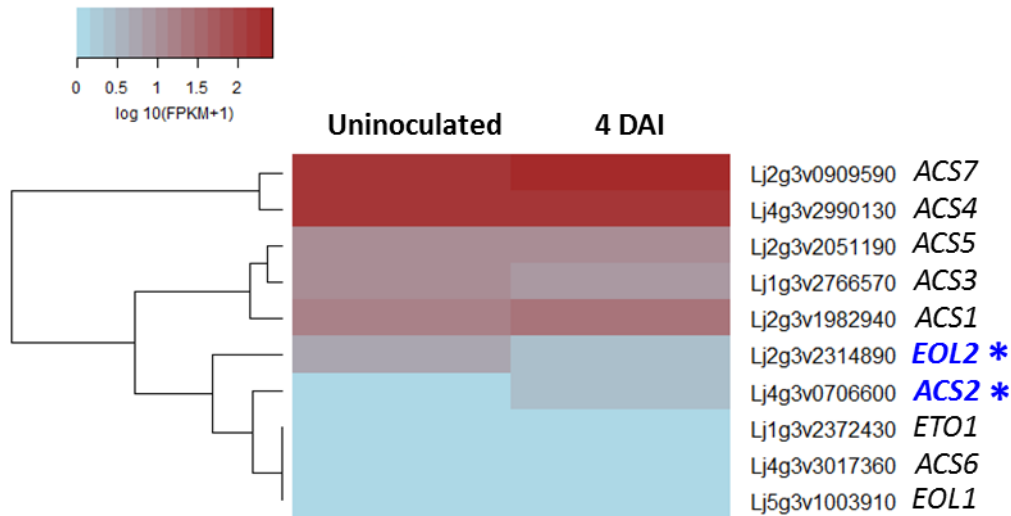 0 0.5 1 1.5 2
log 10(FPKM+1)
Uninoculated 4 DAI
Lj2g3v0909590 ACS7
Lj4g3v2990130 ACS4
Lj2g3v2051190 ACS5
Lj1g3v2766570 ACS3
Lj2g3v1982940 ACS1
Lj2g3v2314890 EOL2 *
Lj4g3v0706600 ACS2 *
Lj1g3v2372430 ETO1
Lj4g3v3017360 ACS6
Lj5g3v1003910 EOL1